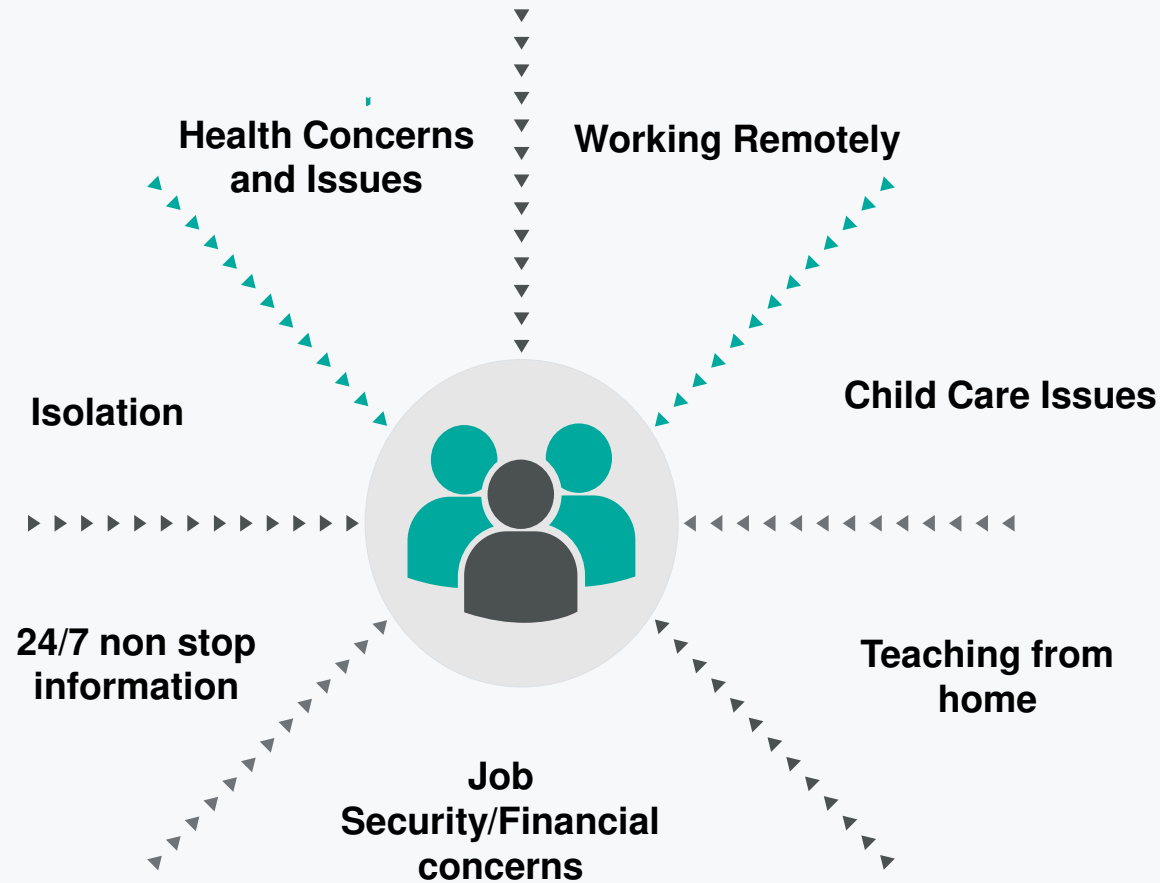 Health Concerns
and Issues
Working Remotely
Isolation
Child Care Issues
24/7 non stop
information
Teaching from
home
Job
Security/Financial
concerns